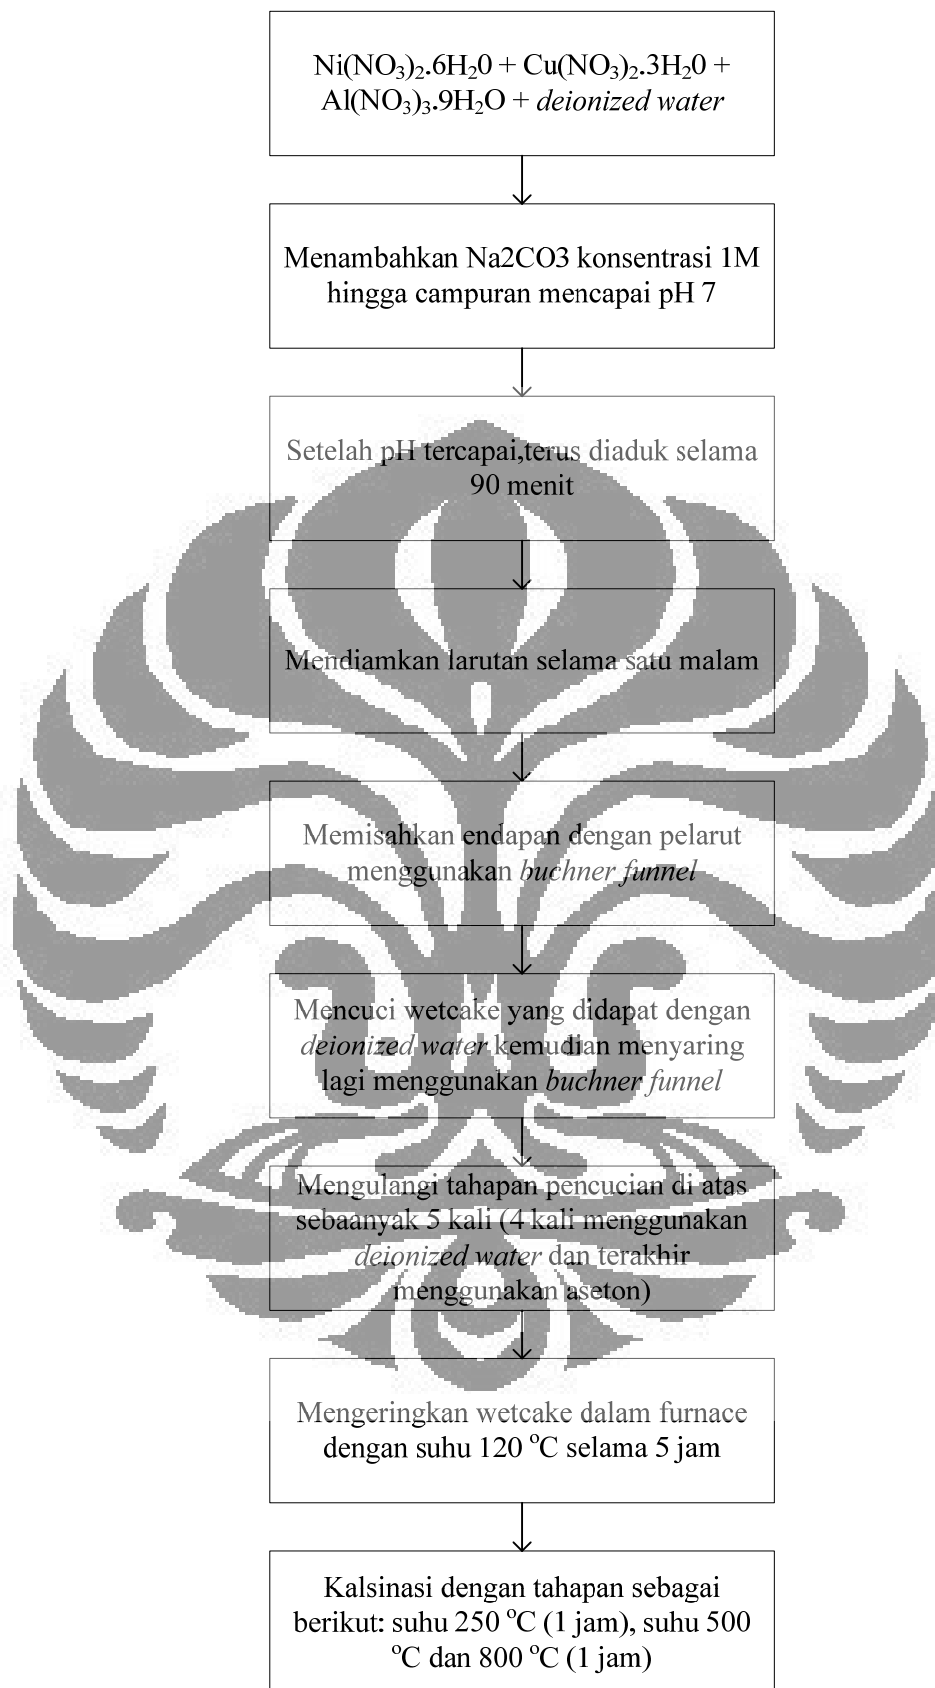 Ni(NO₃)₂.6H₂0 + Cu(NO₃)₂.3H₂0 +
Al(NO₃)₃.9H₂O + deionized water
Menambahkan Na2CO3 konsentrasi 1M
hingga campuran mencapai pH 7
Setelah pH tercapai,terus diaduk selama
90 menit
Mendiamkan larutan selama satu malam
Memisahkan endapan dengan pelarut
menggunakan buchner funnel
Mencuci wetcake yang didapat dengan
deionized water kemudian menyaring
lagi menggunakan buchner funnel
Mengulangi tahapan pencucian di atas
sebaanyak 5 kali (4 kali menggunakan
deionized water dan terakhir
menggunakan aseton)
Mengeringkan wetcake dalam furnace
dengan suhu 120 ᵒC selama 5 jam
Kalsinasi dengan tahapan sebagai
berikut: suhu 250 ᵒC (1 jam), suhu 500
ᵒC dan 800 ᵒC (1 jam)